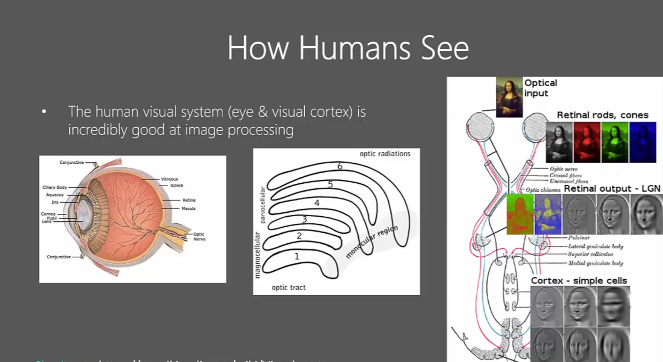 How Humans See
• The human visual system (eye & visual cortex) is
incredibly good at image processing
Conjunctiva
Ciliary Body
Aqueous
Iris
Cornea
Pupil
Lens
Conjunctiva
Vitreous
Sclera
Retina
Macula
Optic
Nerve
optic radiations
6
5
4
3
2
1
parvocellular
magnocellular
monocular region
optic tract
Optical
input
Retinal rods, cones
Optic nerve
Crossed fibers
Uncrossed fibers
Optic chiasma
Retinal output - LGN
Pulvinar
Lateral geniculate body
Superior colliculus
Medial geniculate body
Cortex - simple cells